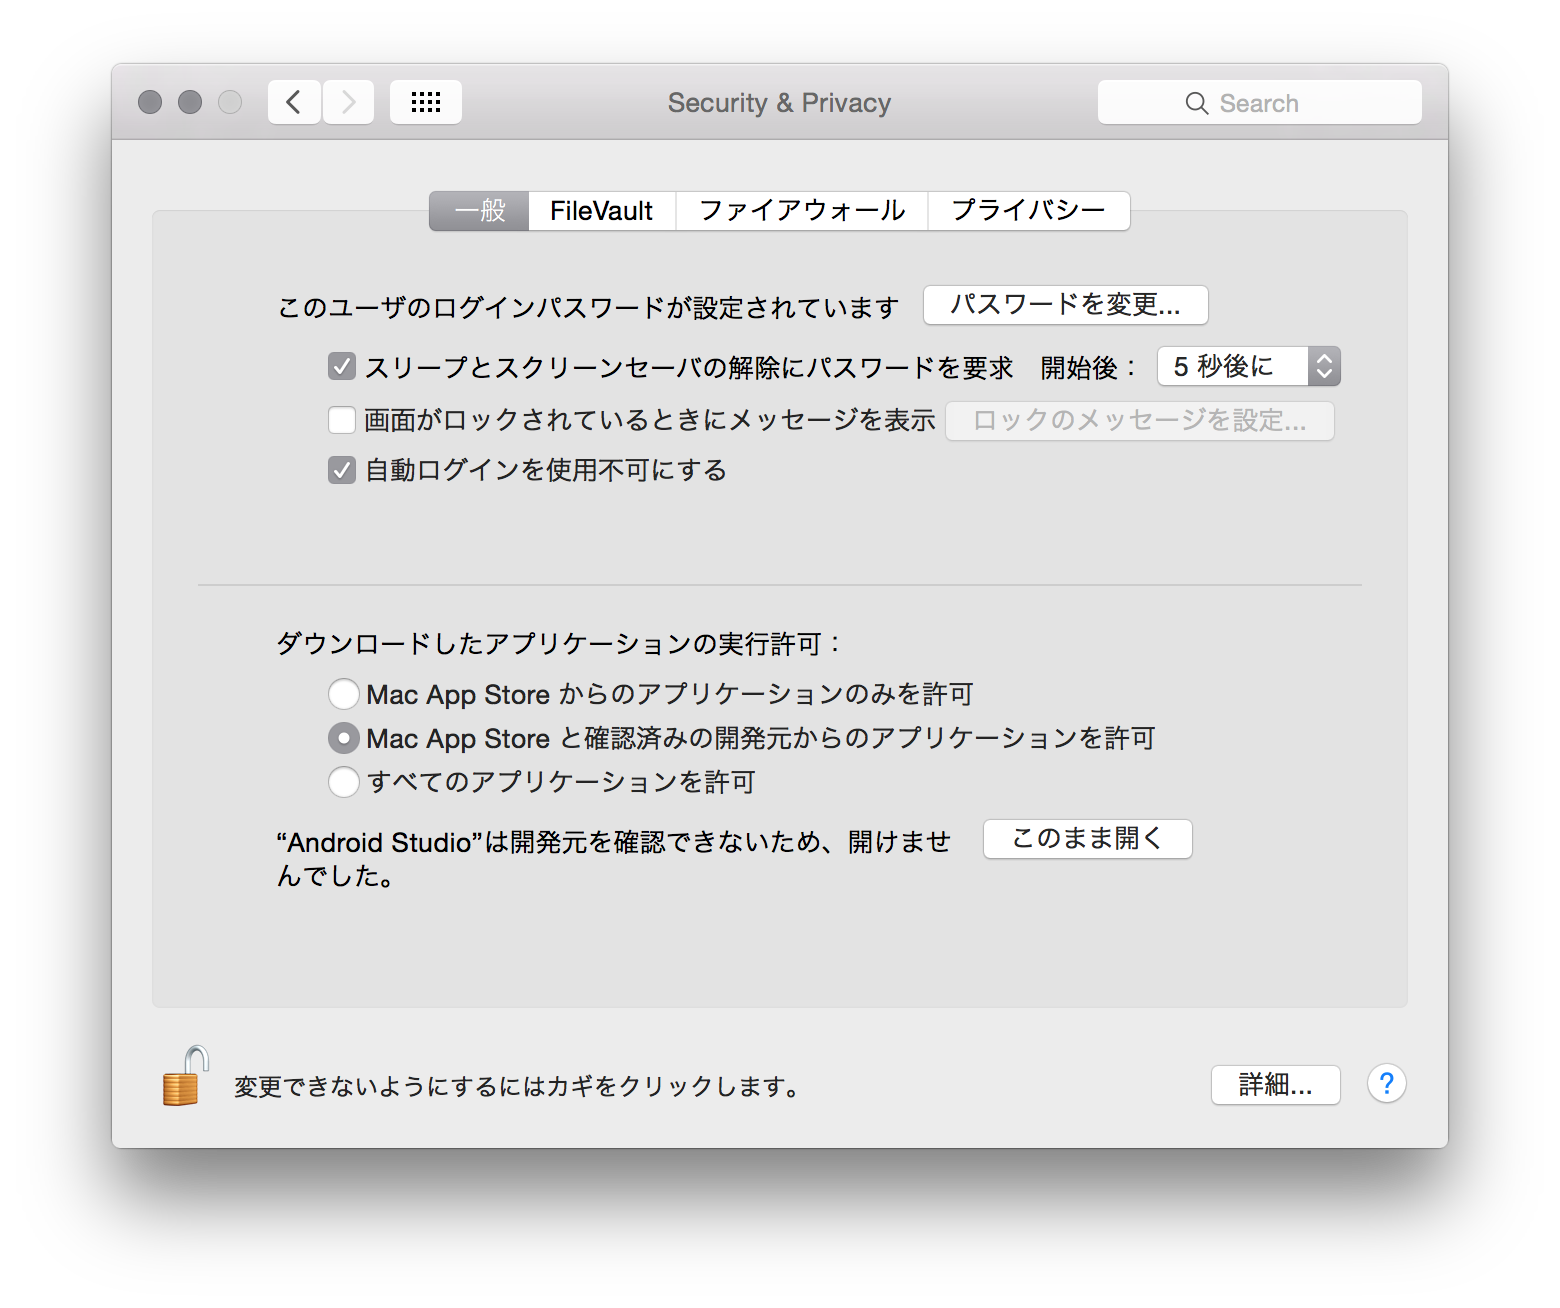 Security & Privacy
Search
一般 FileVault ファイアウォール プライバシー
このユーザのログインパスワードが設定されています パスワードを変更...
スリープとスクリーンセーバの解除にパスワードを要求 開始後： 5 秒後に
画面がロックされているときにメッセージを表示 ロックのメッセージを設定...
自動ログインを使用不可にする
ダウンロードしたアプリケーションの実行許可：
Mac App Store からのアプリケーションのみを許可
Mac App Store と確認済みの開発元からのアプリケーションを許可
すべてのアプリケーションを許可
“Android Studio”は開発元を確認できないため、開けませ
んでした。
このまま開く
変更できないようにするにはカギをクリックします。
詳細... ?